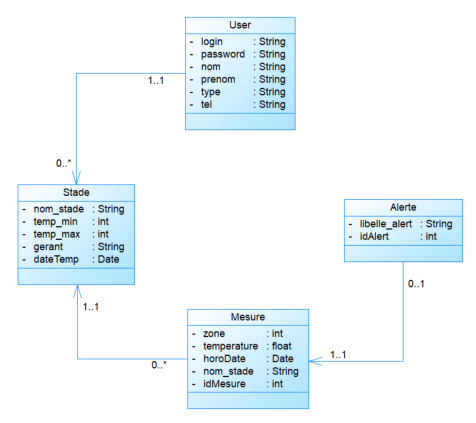 User
- login : String
- password : String
- nom : String
- prenom : String
- type : String
- tel : String
1..1
0..*
Stade
- nom_stade : String
- temp_min : int
- temp_max : int
- gerant : String
- dateTemp : Date
Alerte
- libelle_alert : String
- idAlert : int
0..1
1..1
Mesure
- zone : int
- temperature : float
- horoDate : Date
- nom_stade : String
- idMesure : int
0..*
1..1